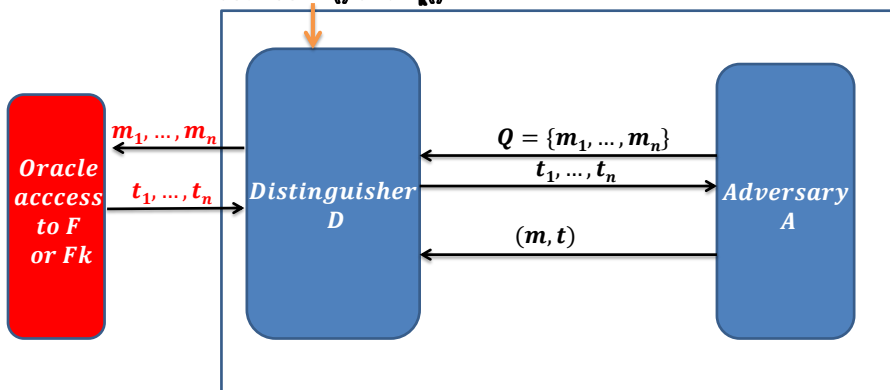 m₁, … , mₙ
t₁, … , tₙ
Oracle
acccess
to F
or Fk
Distinguisher
D
Q = {m₁, … , mₙ}
t₁, … , tₙ
(m, t)
Adversary
A